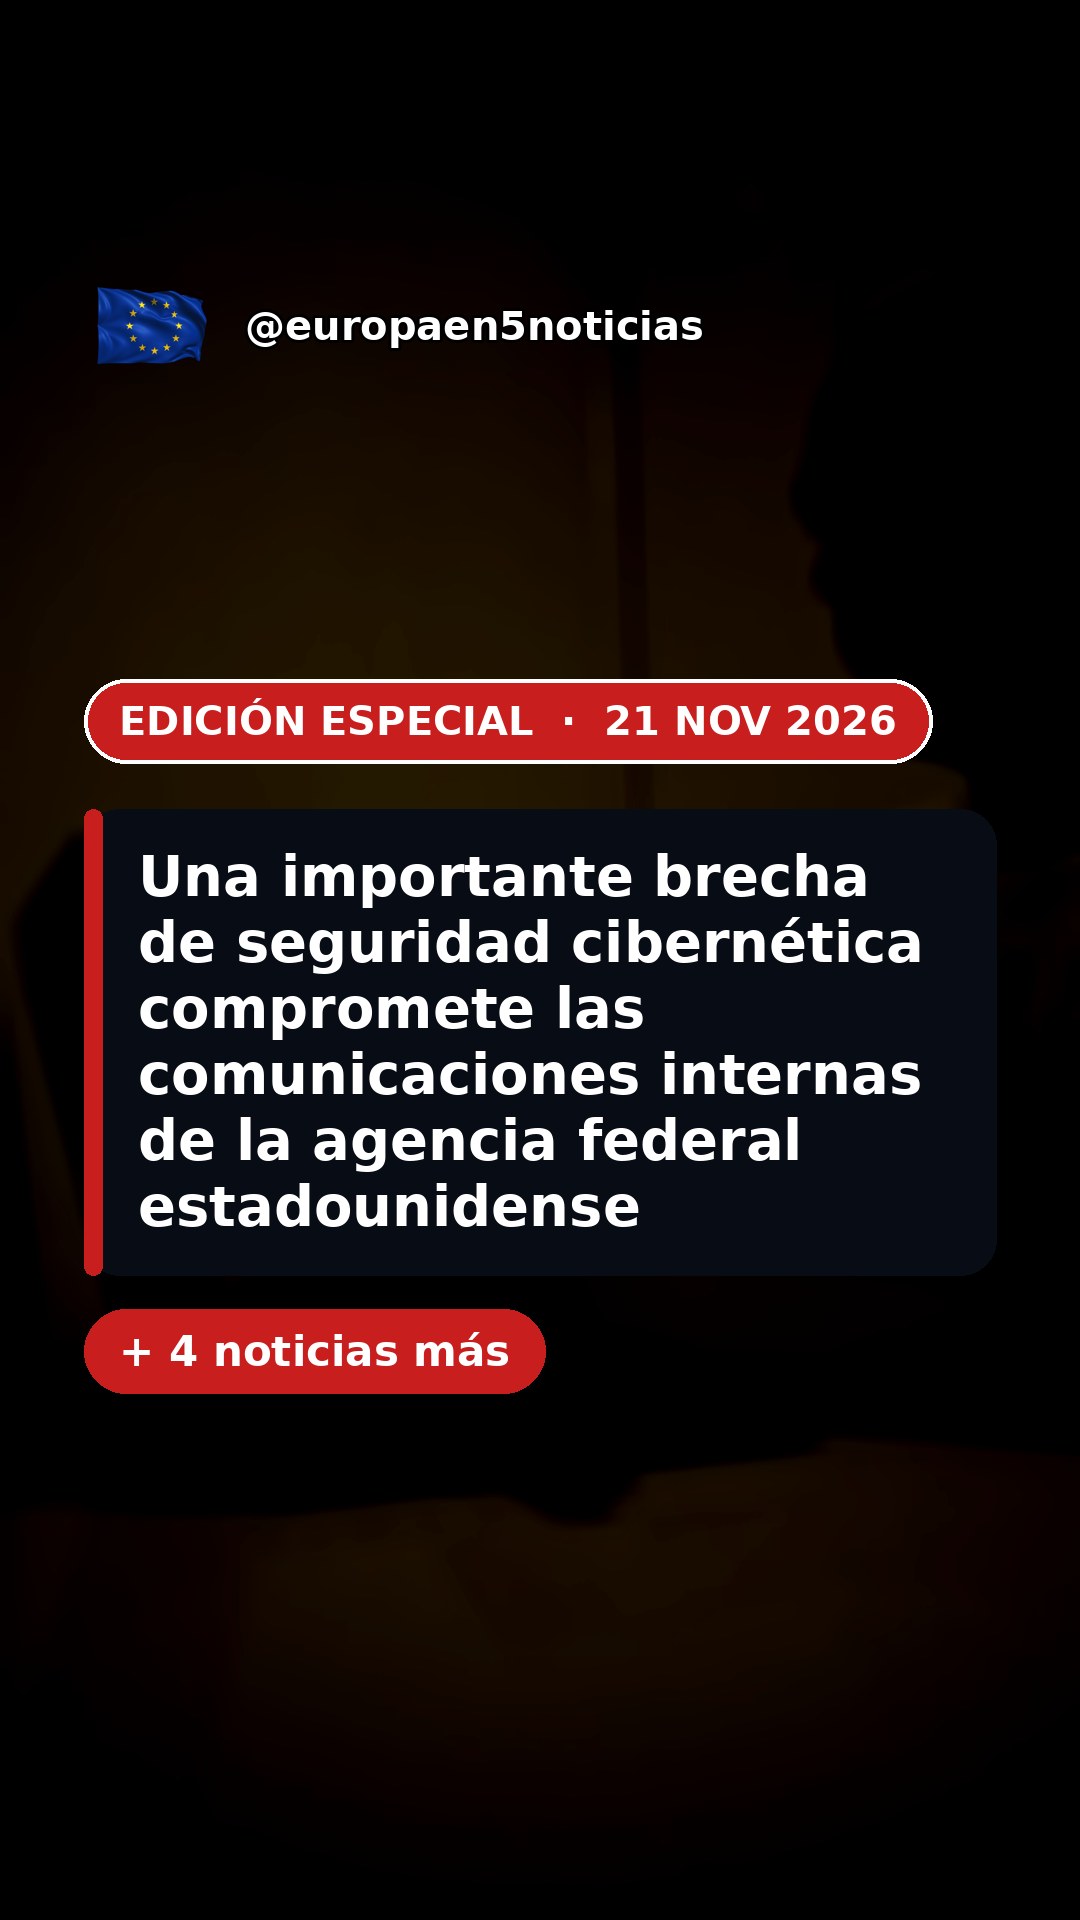 @europaen5noticias
EDICIÓN ESPECIAL · 21 NOV 2026
Una importante brecha
de seguridad cibernética
compromete las
comunicaciones internas
de la agencia federal
estadounidense
+ 4 noticias más